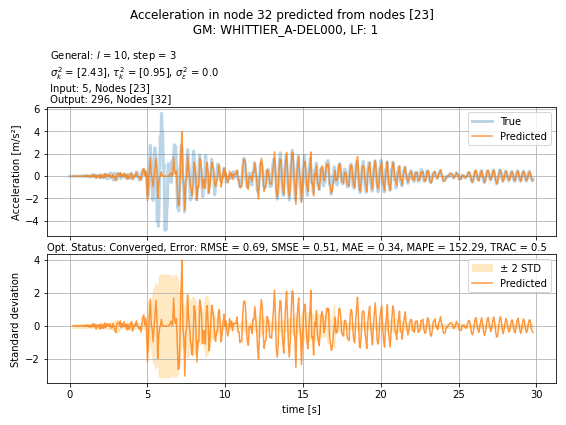 Acceleration in node 32 predicted from nodes [23]
GM: WHITTIER_A-DEL000, LF: 1
General: l = 10, step = 3
σ²ₖ = [2.43], τ²ₖ = [0.95], σ²ε = 0.0
Input: 5, Nodes [23]
Output: 296, Nodes [32]
Acceleration [m/s²]
6
4
2
0
−2
−4
True
Predicted
Opt. Status: Converged, Error: RMSE = 0.69, SMSE = 0.51, MAE = 0.34, MAPE = 152.29, TRAC = 0.5
Standard deviation
4
2
0
−2
± 2 STD
Predicted
0 5 10 15 20 25 30
time [s]